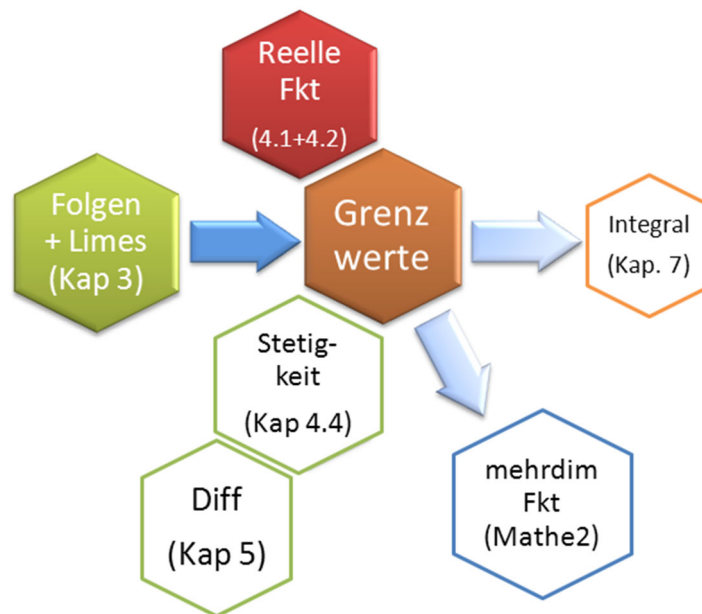 Reelle
Fkt
(4.1+4.2)
Folgen
+ Limes
(Kap 3)
Grenz
werte
Integral
(Kap. 7)
Stetig-
keit
(Kap 4.4)
Diff
(Kap 5)
mehrdim
Fkt
(Mathe2)